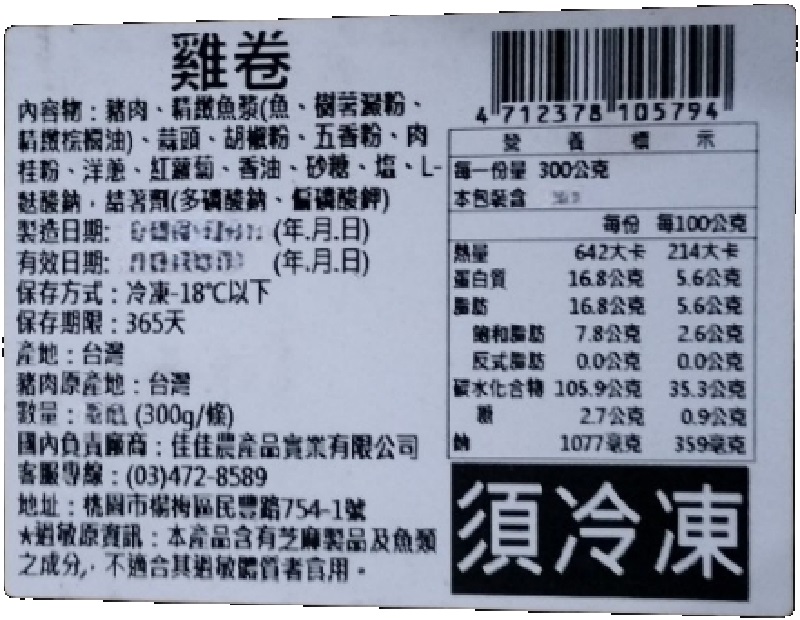 雞卷
內容物：豬肉、精緻魚漿(魚、樹薯澱粉、
精緻棕櫚油)、蒜頭、胡椒粉、五香粉、肉
桂粉、洋蔥、紅蘿蔔、香油、砂糖、塩、L-
麩酸鈉，結著劑(多磷酸鈉、偏磷酸鉀)
製造日期: (年.月.日)
有效日期: (年.月.日)
保存方式：冷凍-18℃以下
保存期限：365天
產地：台灣
豬肉原產地：台灣
數量： (300g/條)
國內負責廠商：佳佳農產品實業有限公司
客服專線：(03)472-8589
地址：桃園市楊梅區民豐路754-1號
★過敏原資訊：本產品含有芝麻製品及魚類
之成分，不適合其過敏體質者食用。
4 712378 105794
營養標示
每一份量 300公克
本包裝含
每份 每100公克
熱量 642大卡 214大卡
蛋白質 16.8公克 5.6公克
脂肪 16.8公克 5.6公克
飽和脂肪 7.8公克 2.6公克
反式脂肪 0.0公克 0.0公克
碳水化合物 105.9公克 35.3公克
糖 2.7公克 0.9公克
鈉 1077毫克 359毫克
須冷凍